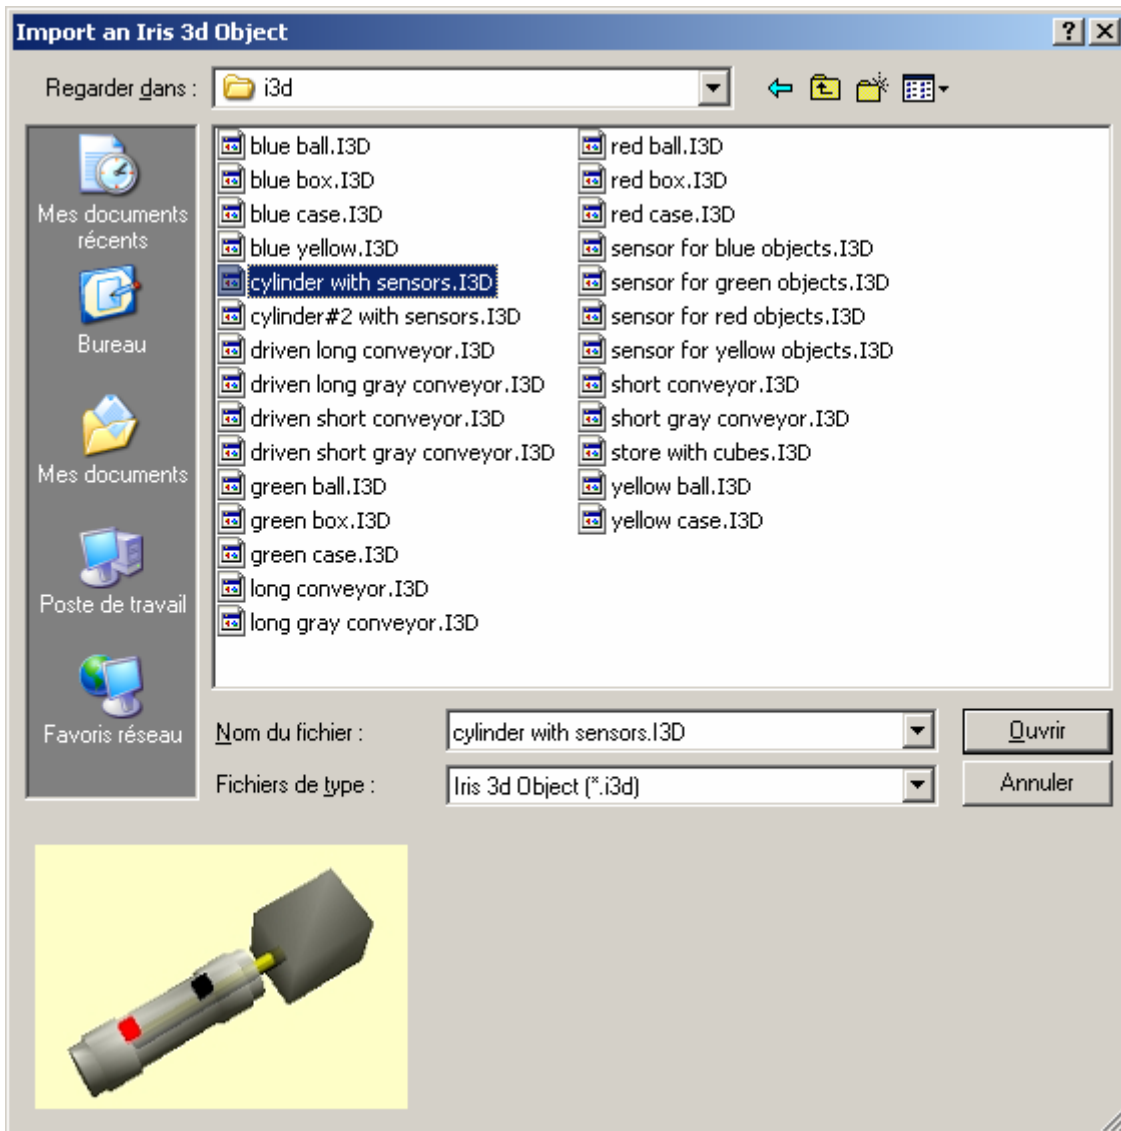 Import an Iris 3d Object
Regarder dans :
i3d
Mes documents
récents
Bureau
Mes documents
Poste de travail
Favoris réseau
blue ball.I3D
blue box.I3D
blue case.I3D
blue yellow.I3D
cylinder with sensors.I3D
cylinder#2 with sensors.I3D
driven long conveyor.I3D
driven long gray conveyor.I3D
driven short conveyor.I3D
driven short gray conveyor.I3D
green ball.I3D
green box.I3D
green case.I3D
long conveyor.I3D
long gray conveyor.I3D
red ball.I3D
red box.I3D
red case.I3D
sensor for blue objects.I3D
sensor for green objects.I3D
sensor for red objects.I3D
sensor for yellow objects.I3D
short conveyor.I3D
short gray conveyor.I3D
store with cubes.I3D
yellow ball.I3D
yellow case.I3D
Nom du fichier :
cylinder with sensors.I3D
Ouvrir
Fichiers de type :
Iris 3d Object (*.i3d)
Annuler